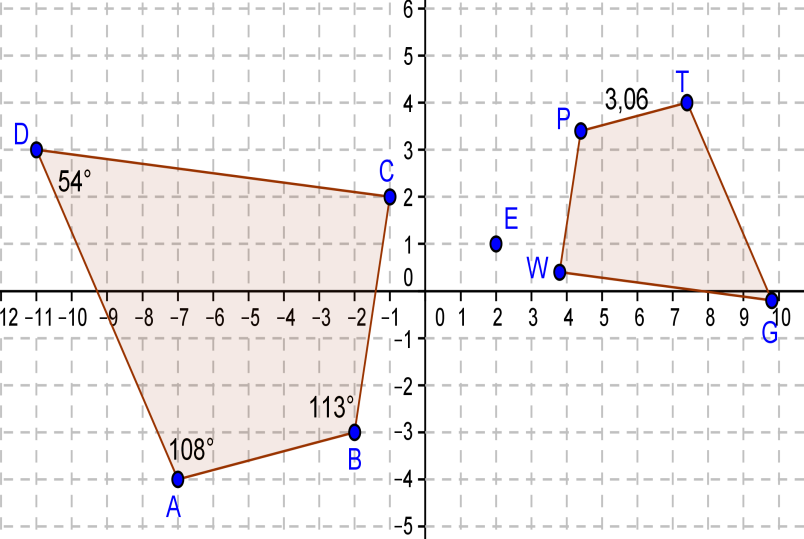 6
5
T
4
3,06
P
D
3
C
54°
2
E
1
W
0
12 –11 –10 –9 –8 –7 –6 –5 –4 –3 –2 –1 0 1 2 3 4 5 6 7 8 9 10
G
–1
–2
113°
–3
108°
B
–4
A
–5